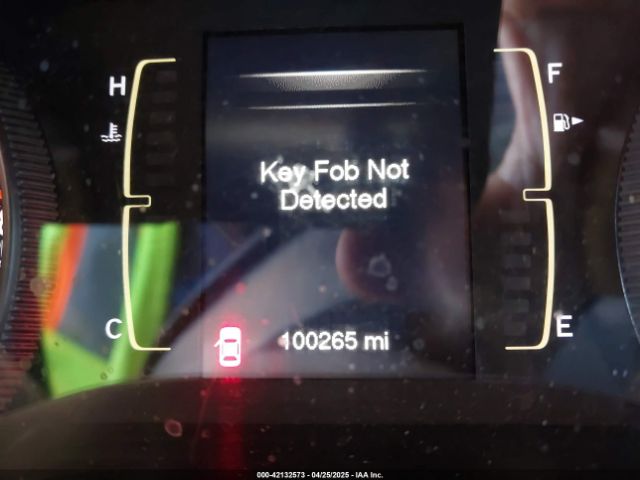 H
F
Key Fob Not
Detected
C
100265 mi
E
000-42132573 - 04/25/2025 - IAA Inc.